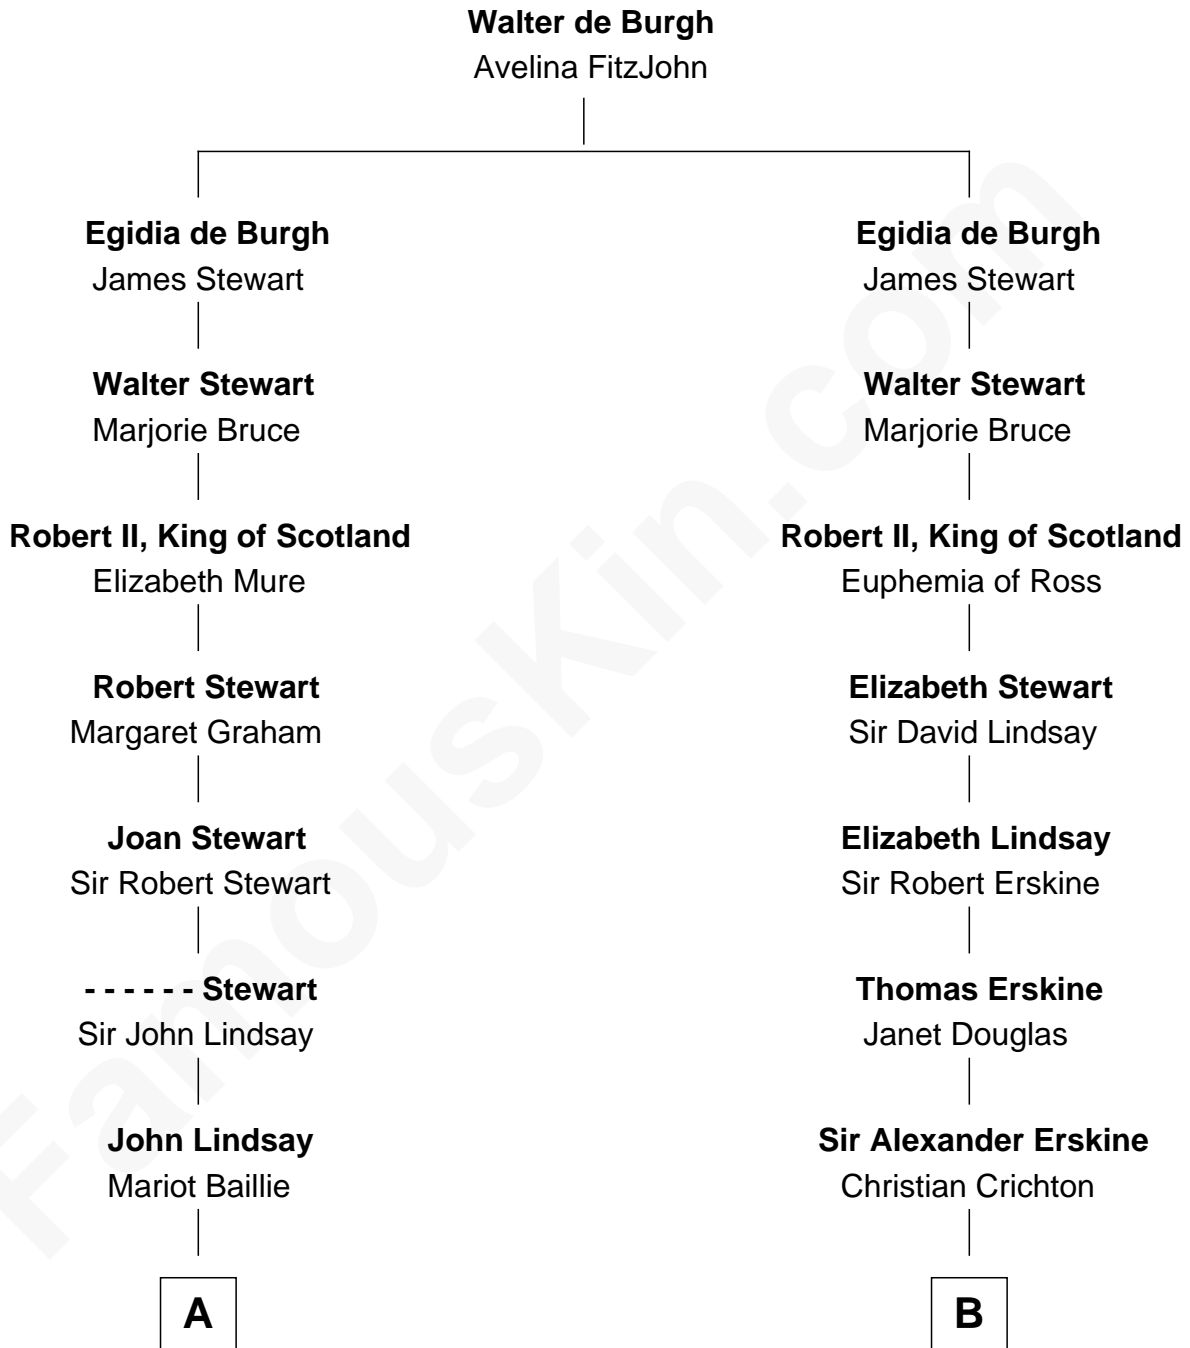 Walter de Burgh
Avelina FitzJohn
Egidia de Burgh
James Stewart
Walter Stewart
Marjorie Bruce
Robert II, King of Scotland
Elizabeth Mure
Robert Stewart
Margaret Graham
Joan Stewart
Sir Robert Stewart
- - - - - - Stewart
Sir John Lindsay
John Lindsay
Mariot Baillie
A
Egidia de Burgh
James Stewart
Walter Stewart
Marjorie Bruce
Robert II, King of Scotland
Euphemia of Ross
Elizabeth Stewart
Sir David Lindsay
Elizabeth Lindsay
Sir Robert Erskine
Thomas Erskine
Janet Douglas
Sir Alexander Erskine
Christian Crichton
B
FamousKin.com